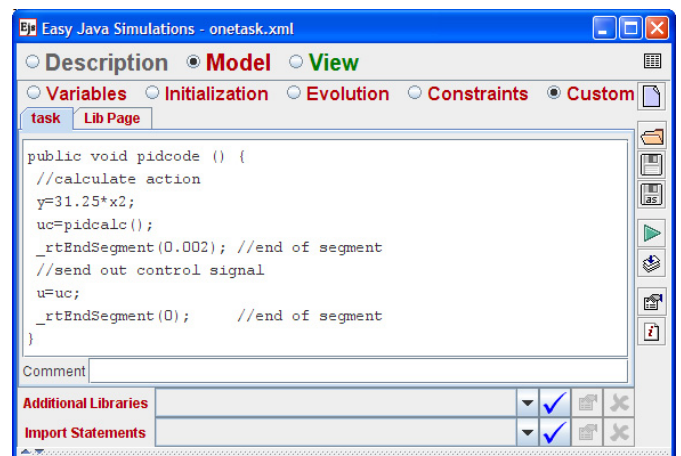 Ejs Easy Java Simulations - onetask.xml
Description Model View
Variables Initialization Evolution Constraints Custom
task Lib Page
public void pidcode () {
//calculate action
y=31.25*x2;
uc=pidcalc();
_rtEndSegment(0.002); //end of segment
//send out control signal
u=uc;
_rtEndSegment(0); //end of segment
}
as
i
Comment
Additional Libraries
Import Statements